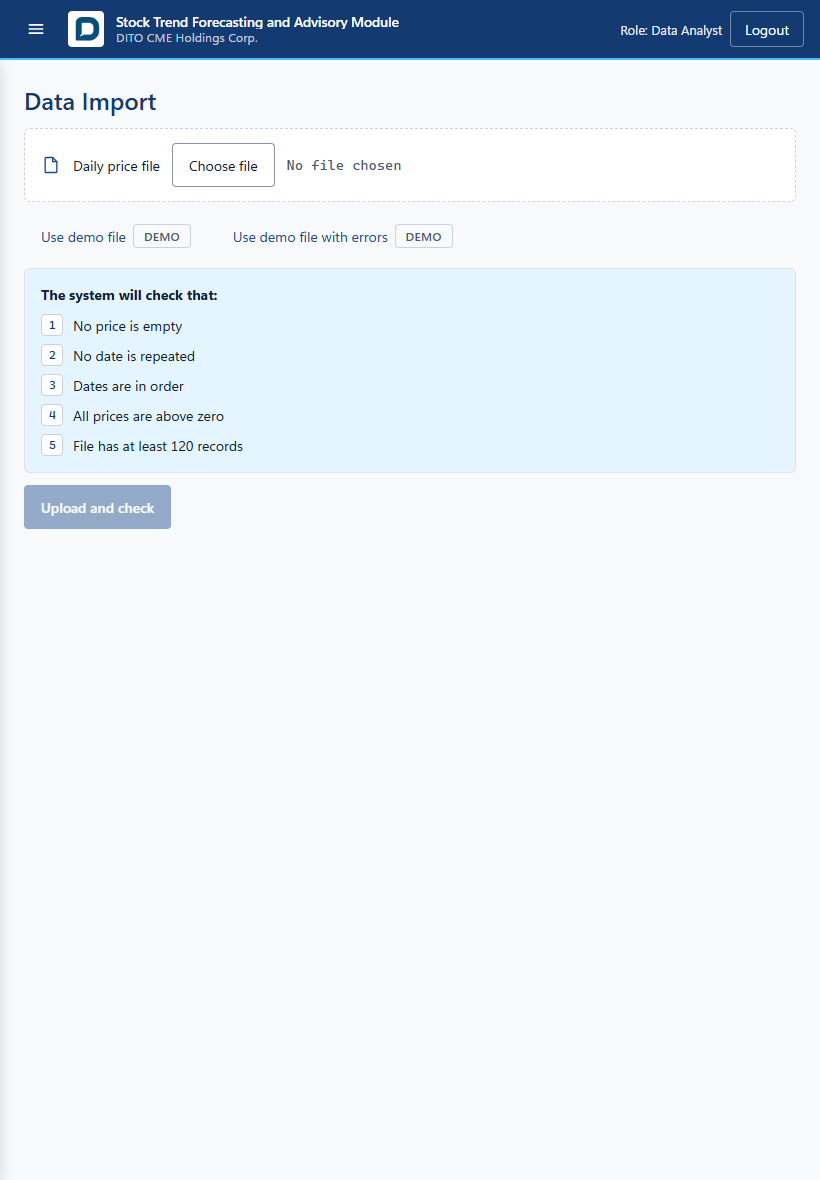 Stock Trend Forecasting and Advisory Module
DITO CME Holdings Corp.
Role: Data Analyst
Logout
Data Import
Daily price file
Choose file
No file chosen
Use demo file DEMO
Use demo file with errors DEMO
The system will check that:
1 No price is empty
2 No date is repeated
3 Dates are in order
4 All prices are above zero
5 File has at least 120 records
Upload and check